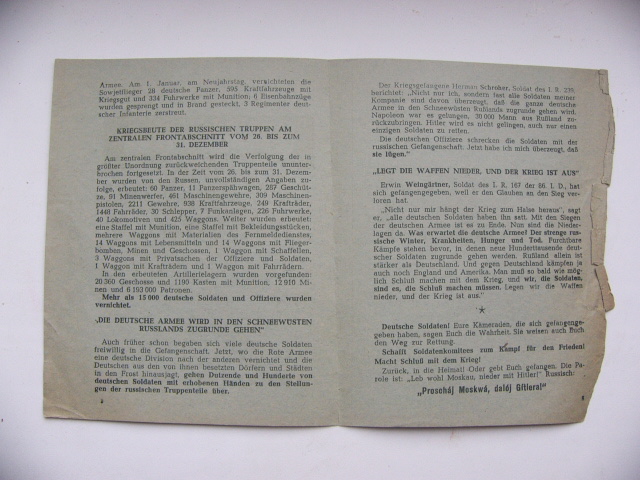 Armee. Am 1. Januar, am Neujahrstag, vernichteten die
Sowjetflieger 28 deutsche Panzer, 595 Kraftfahrzeuge mit
Kriegsgut und 334 Fuhrwerke mit Munition; 6 Eisenbahnzüge
wurden gesprengt und in Brand gesteckt, 3 Regimenter deut-
scher Infanterie zerstreut.
KRIEGSBEUTE DER RUSSISCHEN TRUPPEN AM
ZENTRALEN FRONTABSCHNITT VOM 26. BIS ZUM
31. DEZEMBER
Am zentralen Frontabschnitt wird die Verfolgung der in
größter Unordnung zurückweichenden Truppenteile ununter-
brochen fortgesetzt. In der Zeit vom 26. bis zum 31. Dezem-
ber wurden von den Russen, unvollständigen Angaben zufol-
ge, erbeutet: 60 Panzer, 11 Panzerspähwagen, 287 Geschüt-
ze, 91 Minenwerfer, 461 Maschinengewehre, 309 Maschinen-
pistolen, 2211 Gewehre, 938 Kraftfahrzeuge, 249 Krafträder,
1448 Fahrräder, 30 Schlepper, 7 Funkanlagen, 226 Fuhrwerke,
40 Lokomotiven und 425 Waggons. Weiter wurden erbeutet:
eine Staffel mit Munition, eine Staffel mit Bekleidungsstücken,
mehrere Waggons mit Materialien des Fernmeldedienstes,
14 Waggons mit Lebensmitteln und 14 Waggons mit Flieger-
bomben, Minen und Geschossen, 1 Waggon mit Schaffellen,
3 Waggons mit Privatsachen der Offiziere und Soldaten,
1 Waggon mit Krafträdern und 1 Waggon mit Fahrrädern.
In den erbeuteten Artillerielagern wurden vorgefunden:
20 360 Geschosse und 1190 Kasten mit Munition, 12 910 Minen
und 6 193 000 Patronen.
Mehr als 15 000 deutsche Soldaten und Offiziere wurden
vernichtet.
„DIE DEUTSCHE ARMEE WIRD IN DEN SCHNEEWÜSTEN
RUSSLANDS ZUGRUNDE GEHEN"
Auch früher schon begaben sich viele deutsche Soldaten
freiwillig in die Gefangenschaft. Jetzt, wo die Rote Armee
eine deutsche Division nach der anderen vernichtet und die
Deutschen aus den von ihnen besetzten Dörfern und Städten
in den Frost hinausjagt, gehen Dutzende und Hunderte von
deutschen Soldaten mit erhobenen Händen zu den Stellun-
gen der russischen Truppenteile über.
Der Kriegsgefangene Herman Schroker, Soldat des I. R. 239,
berichtet: „Nicht nur ich, sondern fast alle Soldaten meiner
Kompanie sind davon überzeugt, daß die ganze deutsche
Armee in den Schneewüsten Rußlands zugrunde gehen wird.
Napoleon war es gelungen, 30 000 Mann aus Rußland zu-
rückzubringen. Hitler wird es nicht gelingen, auch nur einen
einzigen Soldaten zu retten.
Die deutschen Offiziere schrecken die Soldaten mit der
russischen Gefangenschaft. Jetzt habe ich mich überzeugt, daß
sie lügen."
„LEGT DIE WAFFEN NIEDER, UND DER KRIEG IST AUS"
Erwin Weingärtner, Soldat des I. R. 167 der 86. I. D., hat
sich gefangengegeben, weil er den Glauben an den Sieg ver-
loren hat.
„Nicht nur mir hängt der Krieg zum Halse heraus", sagt
er, „alle deutschen Soldaten haben ihn satt. Mit den Siegen
der deutschen Armee ist es zu Ende. Nun sind die Nieder-
lagen da. Was erwartet die deutsche Armee? Der strenge rus-
sische Winter, Krankheiten, Hunger und Tod. Furchtbare
Kämpfe stehen bevor, in denen neue Hunderttausende deut-
scher Soldaten zugrunde gehen werden. Rußland allein ist
stärker als Deutschland. Und gegen Deutschland kämpfen ja
auch noch England und Amerika. Man muß so bald wie mög-
lich Schluß machen mit dem Krieg, und wir, die Soldaten,
sind es, die Schluß machen müssen. Legen wir die Waffen
nieder, und der Krieg ist aus."
Deutsche Soldaten! Eure Kameraden, die sich gefangenge-
geben haben, sagen Euch die Wahrheit. Sie weisen auch Euch
den Weg zur Rettung.
Schafft Soldatenkomitees zum Kampf für den Frieden!
Macht Schluß mit dem Krieg!
Zurück, in die Heimat! Oder geht Euch gefangen. Die Pa-
role ist: „Leb wohl Moskau, nieder mit Hitler!" Russisch:
„Proschaj Moskwá, dalój Gitlera!"